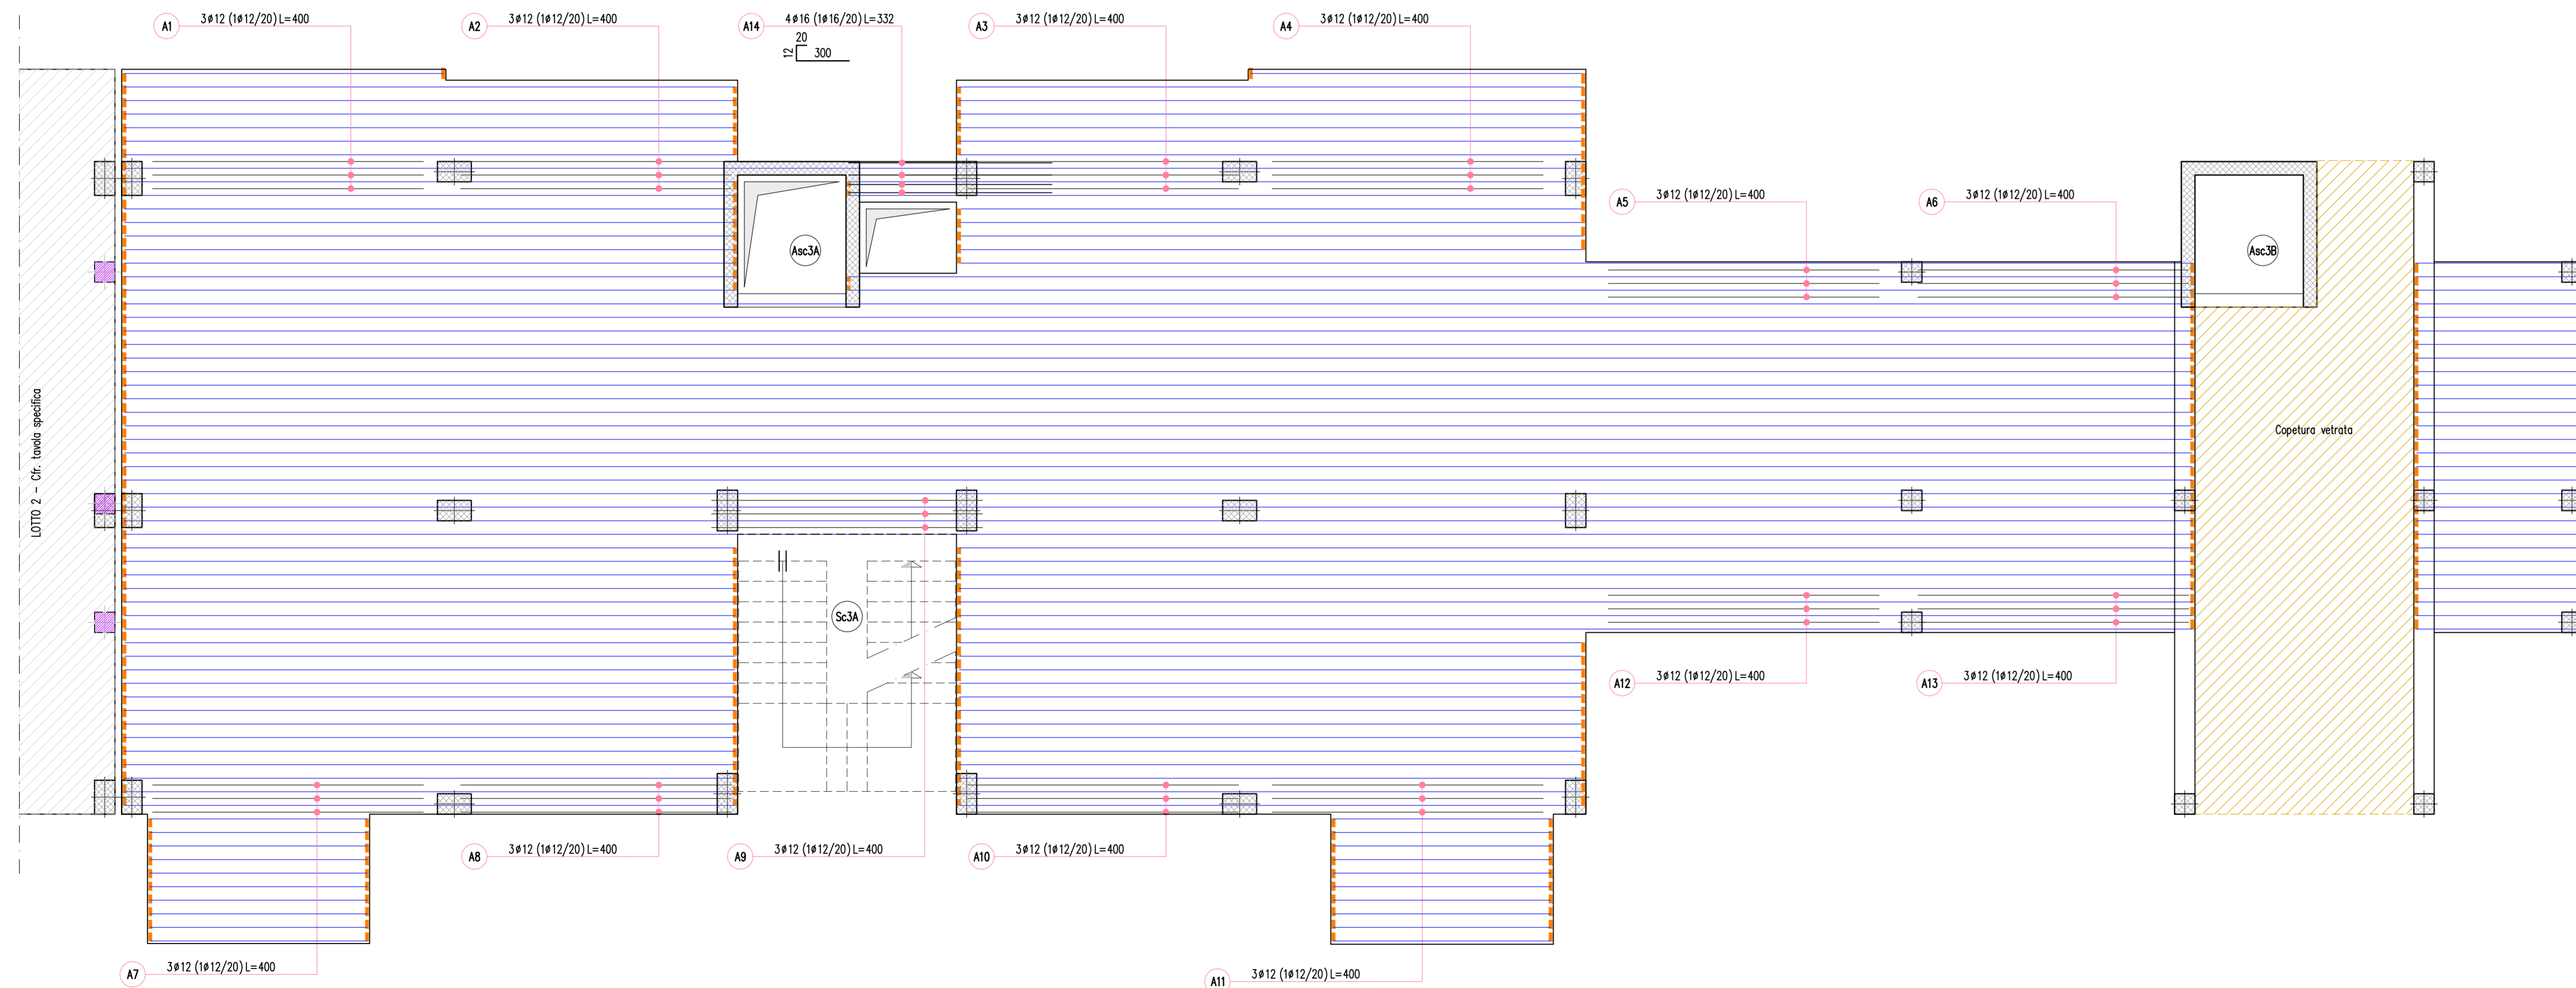 A1 3ø12 (1ø12/20) L=400
A2 3ø12 (1ø12/20) L=400
A14 4ø16 (1ø16/20) L=332
20
12
300
A3 3ø12 (1ø12/20) L=400
A4 3ø12 (1ø12/20) L=400
A5 3ø12 (1ø12/20) L=400
A6 3ø12 (1ø12/20) L=400
Asc3A
Asc3B
LOTTO 2 - Cfr. tavola specifica
Copetura vetrata
Sc3A
A12 3ø12 (1ø12/20) L=400
A13 3ø12 (1ø12/20) L=400
A8 3ø12 (1ø12/20) L=400
A9 3ø12 (1ø12/20) L=400
A10 3ø12 (1ø12/20) L=400
A7 3ø12 (1ø12/20) L=400
A11 3ø12 (1ø12/20) L=400